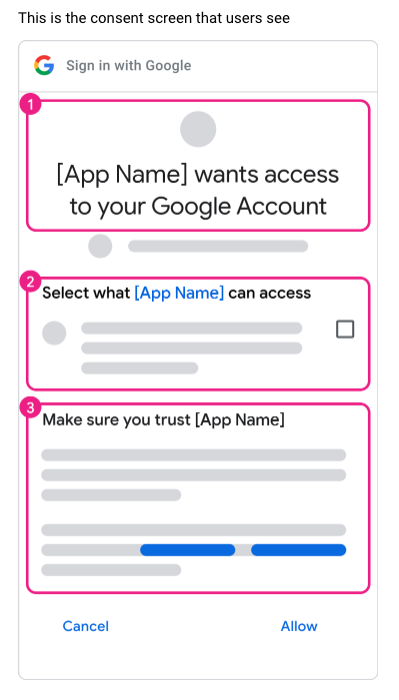 This is the consent screen that users see
Sign in with Google
1
[App Name] wants access
to your Google Account
2
Select what [App Name] can access
3
Make sure you trust [App Name]
Cancel Allow